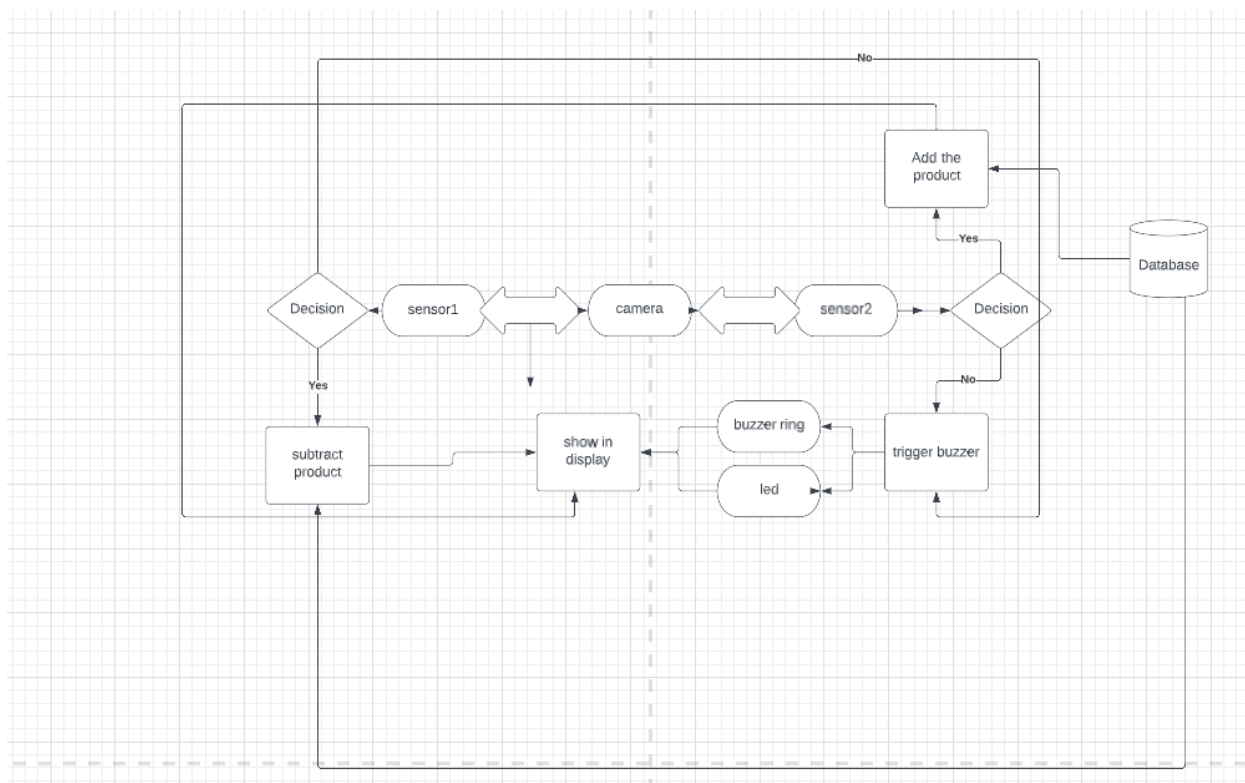 No
Add the
product
Yes
Database
Decision
sensor1
camera
sensor2
Decision
Yes
No
subtract
product
show in
display
buzzer ring
led
trigger buzzer